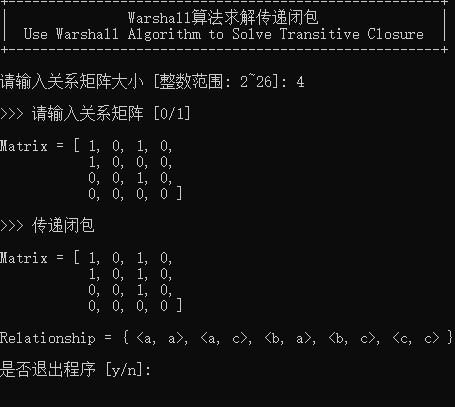 Warshall算法求解传递闭包
Use Warshall Algorithm to Solve Transitive Closure
请输入关系矩阵大小 [整数范围: 2~26]: 4
>>> 请输入关系矩阵 [0/1]
Matrix = [ 1, 0, 1, 0,
1, 0, 0, 0,
0, 0, 1, 0,
0, 0, 0, 0 ]
>>> 传递闭包
Matrix = [ 1, 0, 1, 0,
1, 0, 1, 0,
0, 0, 1, 0,
0, 0, 0, 0 ]
Relationship = { <a, a>, <a, c>, <b, a>, <b, c>, <c, c> }
是否退出程序 [y/n]: